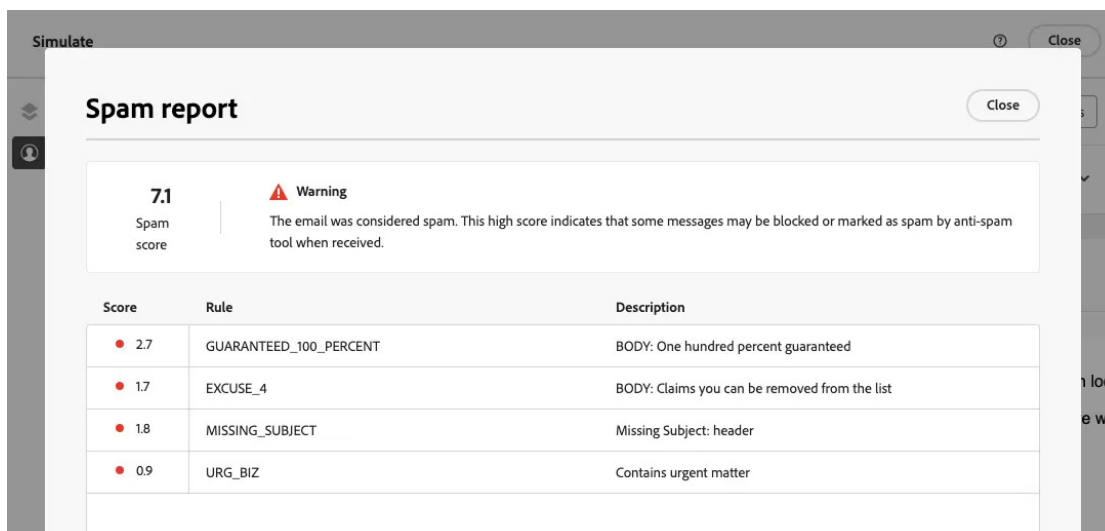 Simulate
Close
Spam report
Close
7.1
Spam
score
Warning
The email was considered spam. This high score indicates that some messages may be blocked or marked as spam by anti-spam
tool when received.
Score Rule Description
2.7 GUARANTEED_100_PERCENT BODY: One hundred percent guaranteed
1.7 EXCUSE_4 BODY: Claims you can be removed from the list
1.8 MISSING_SUBJECT Missing Subject: header
0.9 URG_BIZ Contains urgent matter